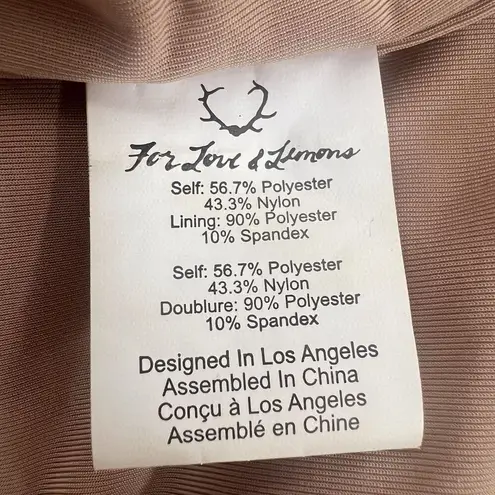 For Love & Lemons
Self: 56.7% Polyester
43.3% Nylon
Lining: 90% Polyester
10% Spandex
Self: 56.7% Polyester
43.3% Nylon
Doublure: 90% Polyester
10% Spandex
Designed In Los Angeles
Assembled In China
Conçu à Los Angeles
Assemblé en Chine